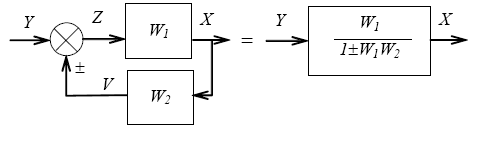 Y Z W1 X = Y W1 X
1±W1W2
±
V W2